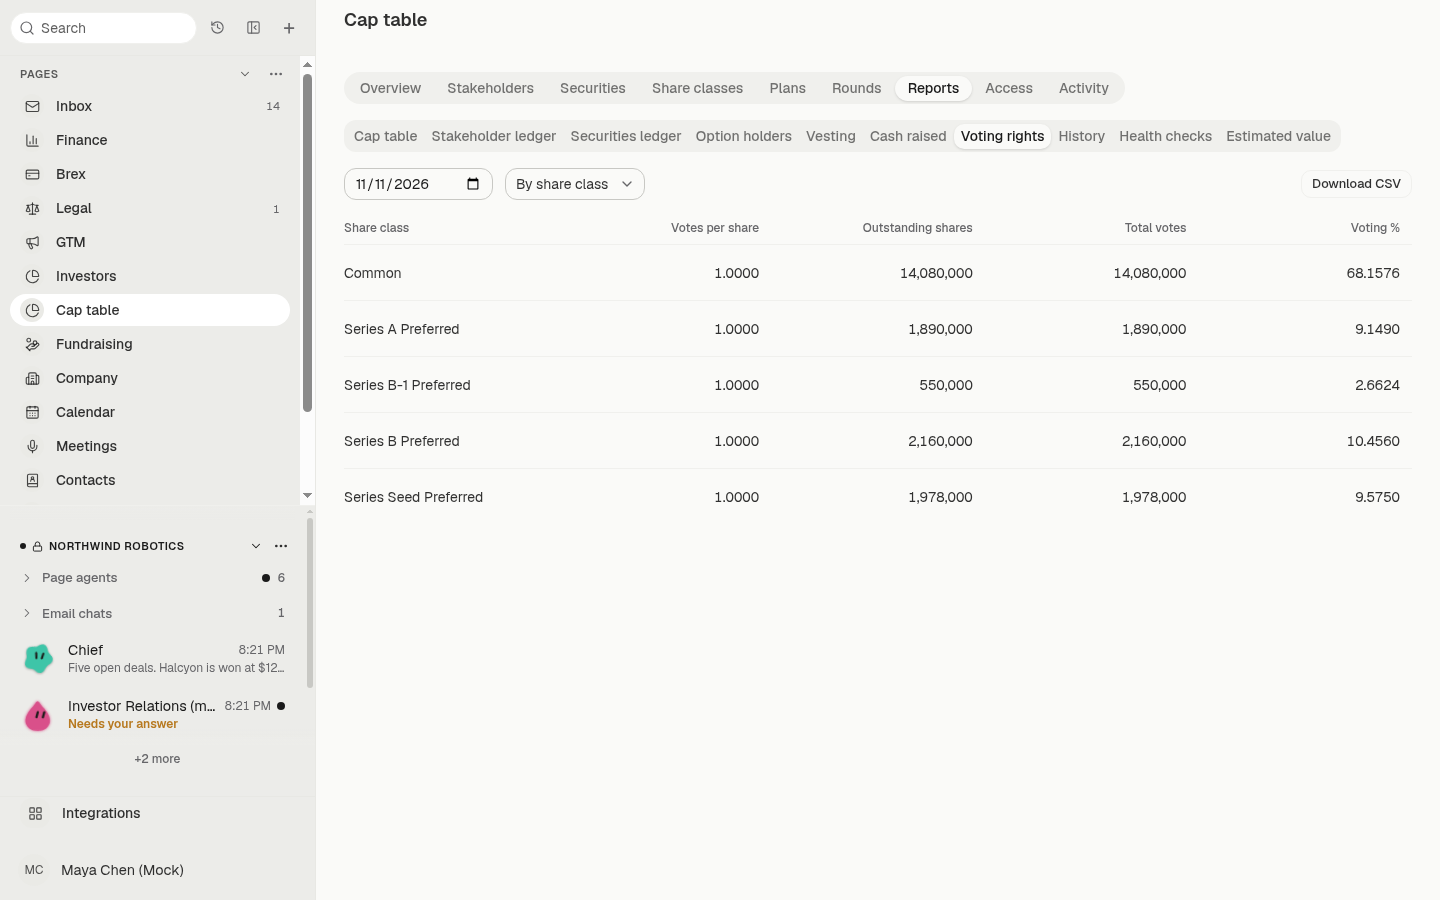 Search
PAGES
Inbox 14
Finance
Brex
Legal 1
GTM
Investors
Cap table
Fundraising
Company
Calendar
Meetings
Contacts
NORTHWIND ROBOTICS
Page agents 6
Email chats 1
Chief 8:21 PM
Five open deals. Halcyon is won at $12...
Investor Relations (m... 8:21 PM
Needs your answer
+2 more
Integrations
MC Maya Chen (Mock)
Cap table
Overview Stakeholders Securities Share classes Plans Rounds Reports Access Activity
Cap table Stakeholder ledger Securities ledger Option holders Vesting Cash raised Voting rights History Health checks Estimated value
11/11/2026 By share class Download CSV
Share class Votes per share Outstanding shares Total votes Voting %
Common 1.0000 14,080,000 14,080,000 68.1576
Series A Preferred 1.0000 1,890,000 1,890,000 9.1490
Series B-1 Preferred 1.0000 550,000 550,000 2.6624
Series B Preferred 1.0000 2,160,000 2,160,000 10.4560
Series Seed Preferred 1.0000 1,978,000 1,978,000 9.5750